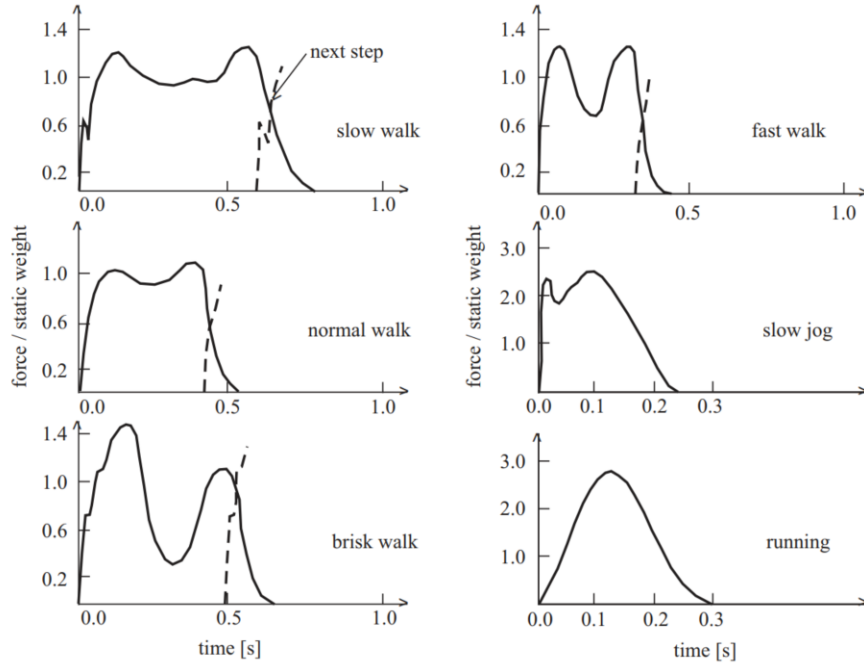 1.4
1.0
0.6
0.2
next step
slow walk
0.0 0.5 1.0
1.4
1.0
0.6
0.2
fast walk
0.0 0.5 1.0
force / static weight
1.0
0.6
0.2
normal walk
0.0 0.5 1.0
force / static weight
3.0
2.0
1.0
slow jog
0.0 0.1 0.2 0.3
1.4
1.0
0.6
0.2
brisk walk
0.0 0.5 1.0
time [s]
3.0
2.0
1.0
running
0.0 0.1 0.2 0.3
time [s]